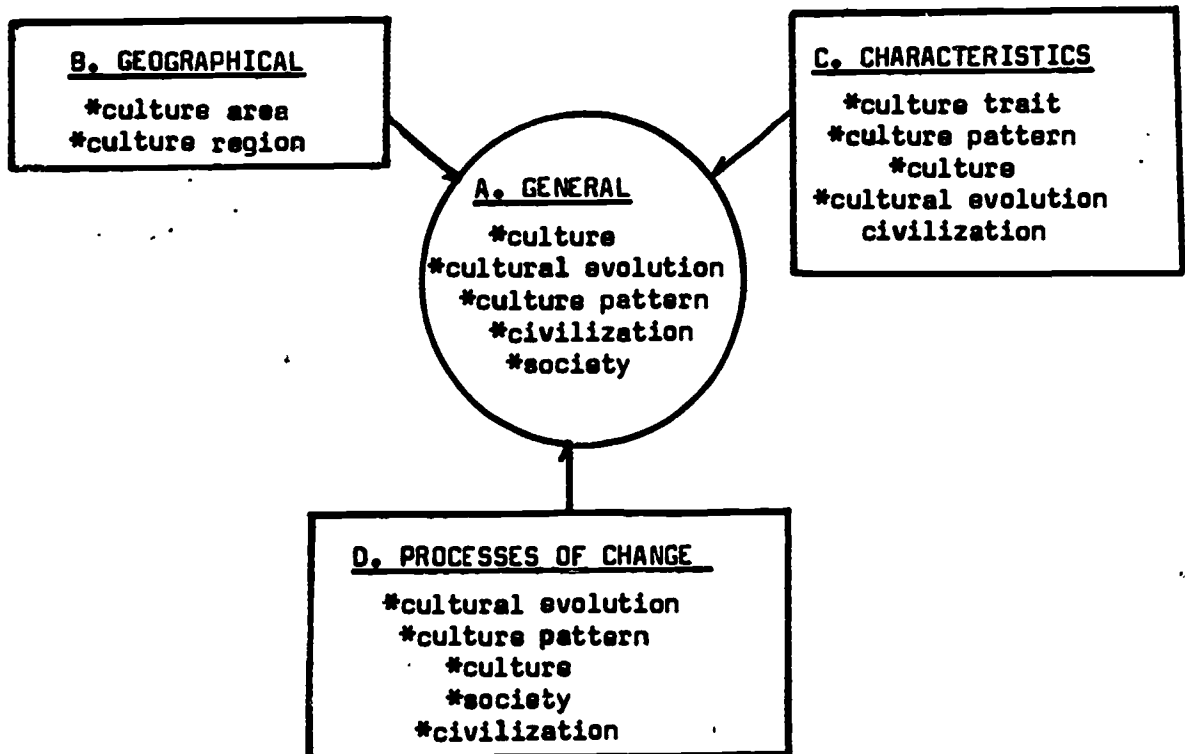 B. GEOGRAPHICAL
*culture area
*culture region
C. CHARACTERISTICS
*culture trait
*culture pattern
*culture
*cultural evolution
civilization
A. GENERAL
*culture
*cultural evolution
*culture pattern
*civilization
*society
D. PROCESSES OF CHANGE
*cultural evolution
*culture pattern
*culture
*society
*civilization